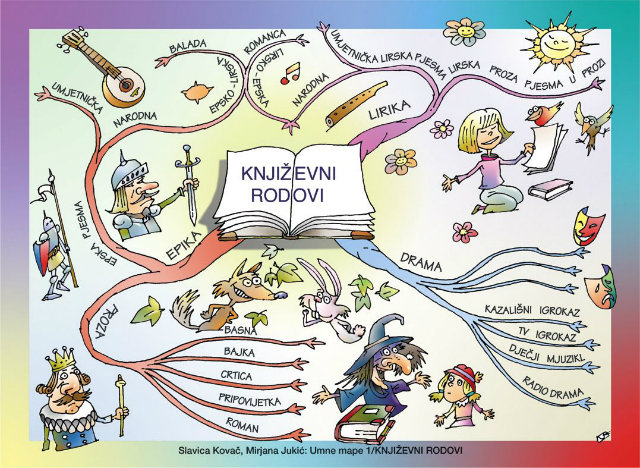 KNJIŽEVNI
RODOVI
EPIKA
EPSKA PJESMA
UMJETNIČKA
NARODNA
EPSKO-LIRSKA
BALADA
ROMANCA
LIRSKO-EPSKA
PROZA
BASNA
BAJKA
CRTICA
PRIPOVIJETKA
ROMAN
LIRIKA
NARODNA
UMJETNIČKA LIRSKA PJESMA
LIRSKA PROZA
PJESMA U PROZI
DRAMA
KAZALIŠNI IGROKAZ
TV IGROKAZ
DJEČJI MJUZIKL
RADIO DRAMA
Slavica Kovač, Mirjana Jukić: Umne mape 1/KNJIŽEVNI RODOVI